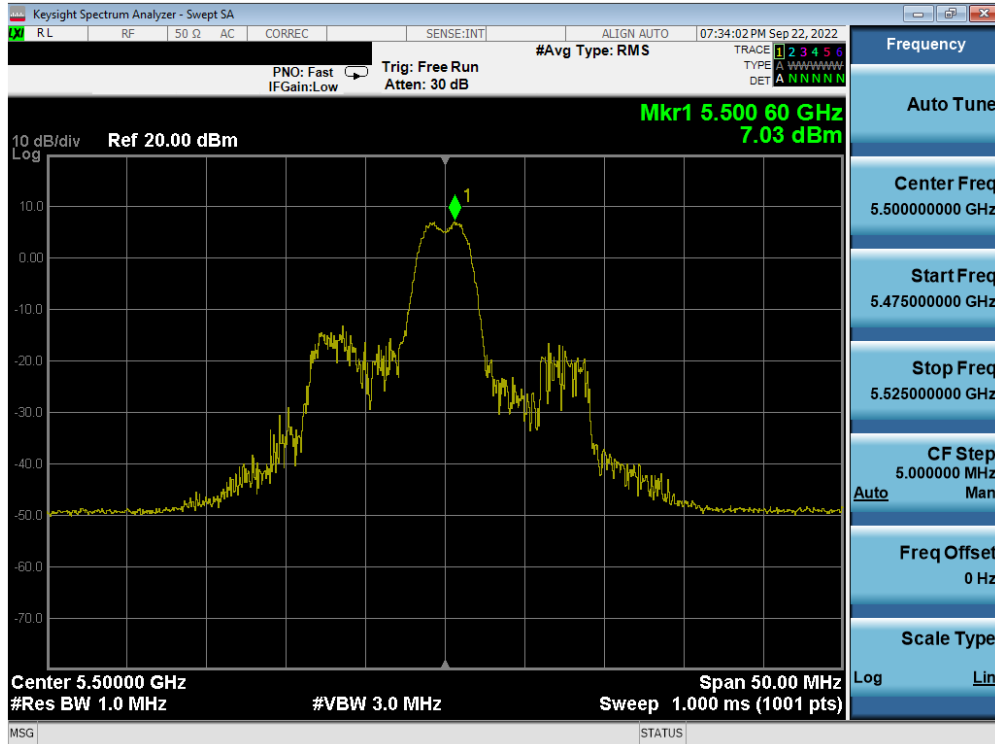 Keysight Spectrum Analyzer - Swept SA
LXI RL RF 50 Ω AC CORREC SENSE:INT ALIGN AUTO 07:34:02 PM Sep 22, 2022
#Avg Type: RMS
TRACE 1 2 3 4 5 6
PNO: Fast Trig: Free Run TYPE A WWWWW
IFGain:Low Atten: 30 dB DET A N N N N N
Mkr1 5.500 60 GHz
7.03 dBm
10 dB/div Ref 20.00 dBm
Log
1
10.0
0.00
-10.0
-20.0
-30.0
-40.0
-50.0
-60.0
-70.0
Center 5.50000 GHz Span 50.00 MHz
#Res BW 1.0 MHz #VBW 3.0 MHz Sweep 1.000 ms (1001 pts)
MSG STATUS
Frequency
Auto Tune
Center Freq
5.500000000 GHz
Start Freq
5.475000000 GHz
Stop Freq
5.525000000 GHz
CF Step
5.000000 MHz
Auto Man
Freq Offset
0 Hz
Scale Type
Log Lin